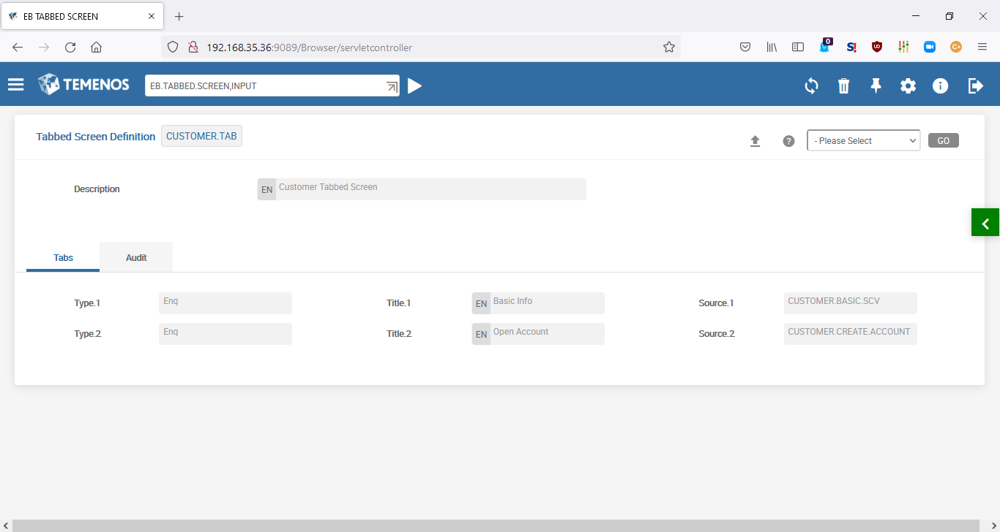 EB TABBED SCREEN
192.168.35.36:9089/Browser/servletcontroller
0
S!
UD
C+
TEMENOS
EB.TABBED.SCREEN,INPUT
Tabbed Screen Definition CUSTOMER.TAB
?
- Please Select
GO
Description
EN Customer Tabbed Screen
Tabs
Audit
Type.1 Enq Title.1 EN Basic Info Source.1 CUSTOMER.BASIC.SCV
Type.2 Enq Title.2 EN Open Account Source.2 CUSTOMER.CREATE.ACCOUNT